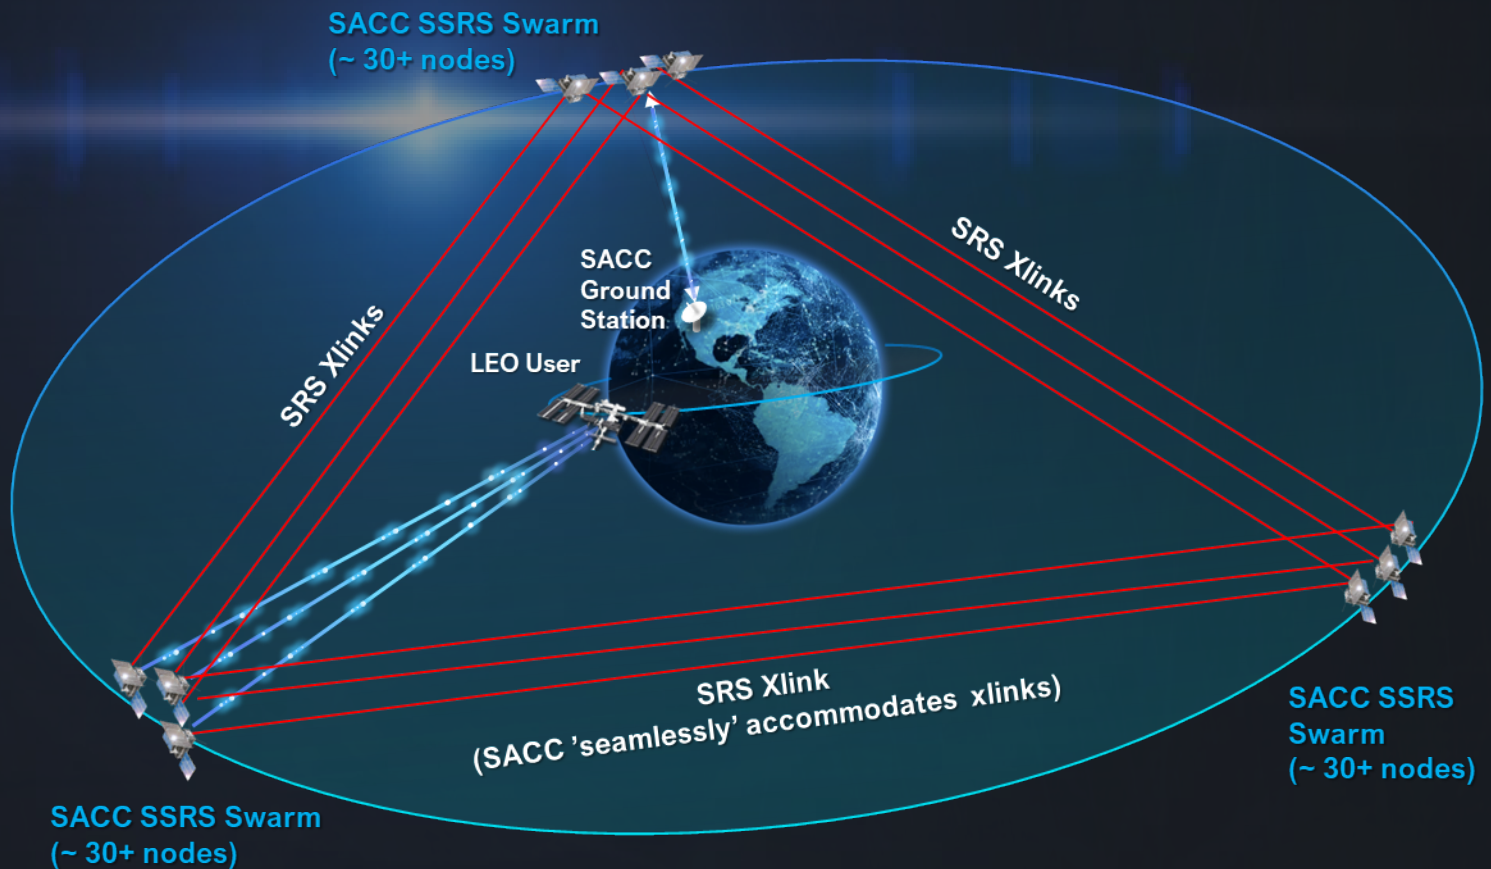 SACC SSRS Swarm
(~ 30+ nodes)
SRS Xlinks
SACC
Ground
Station
SRS Xlinks
LEO User
SRS Xlink
(SACC ’seamlessly’ accommodates xlinks)
SACC SSRS
Swarm
(~ 30+ nodes)
SACC SSRS Swarm
(~ 30+ nodes)